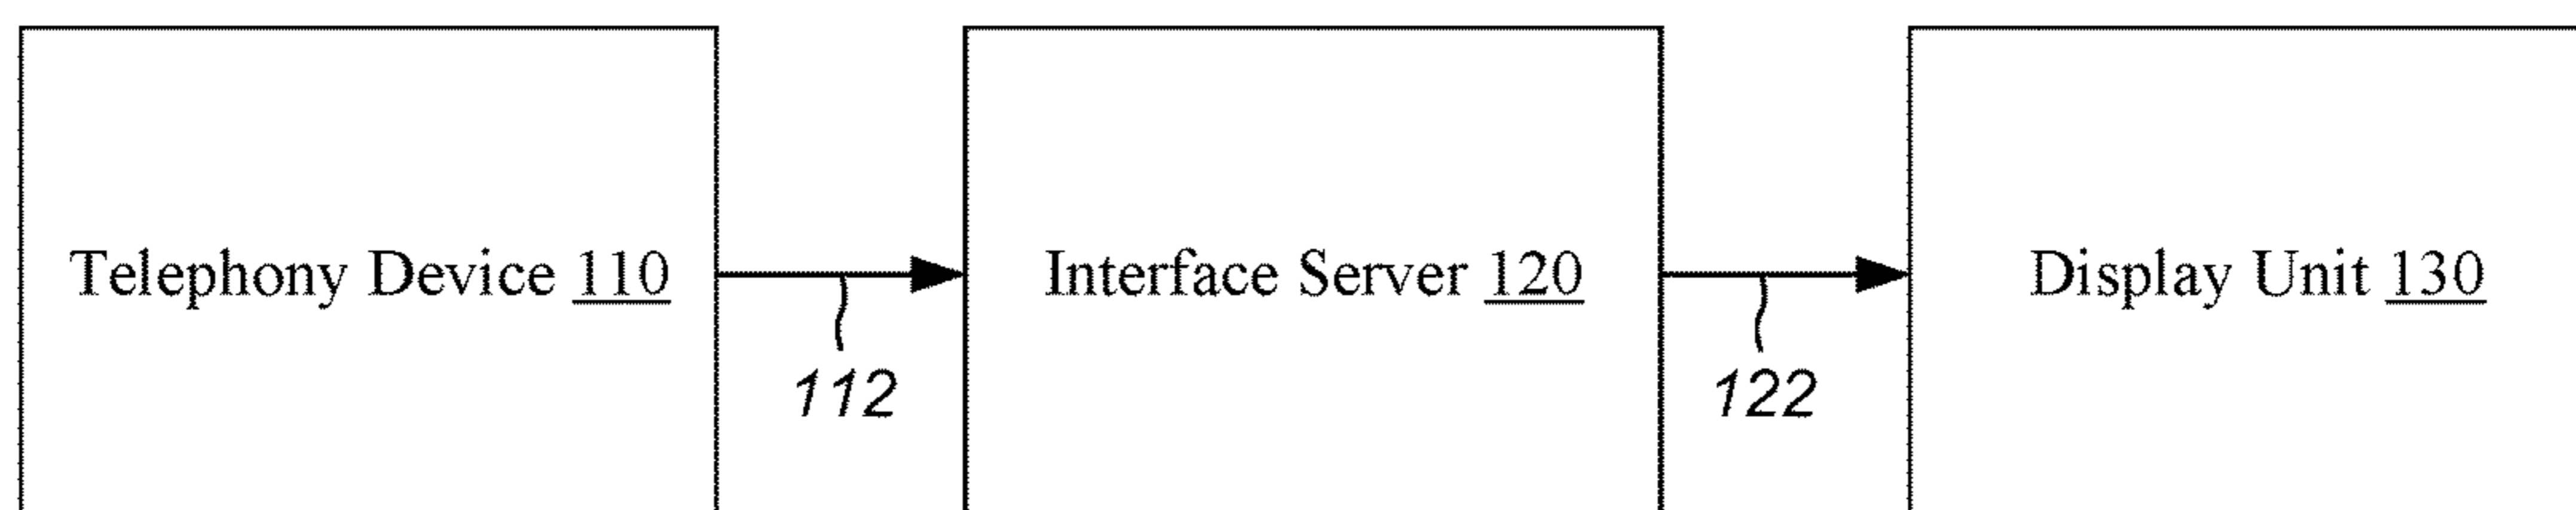 Telephony Device 110
Interface Server 120
Display Unit 130
112
122